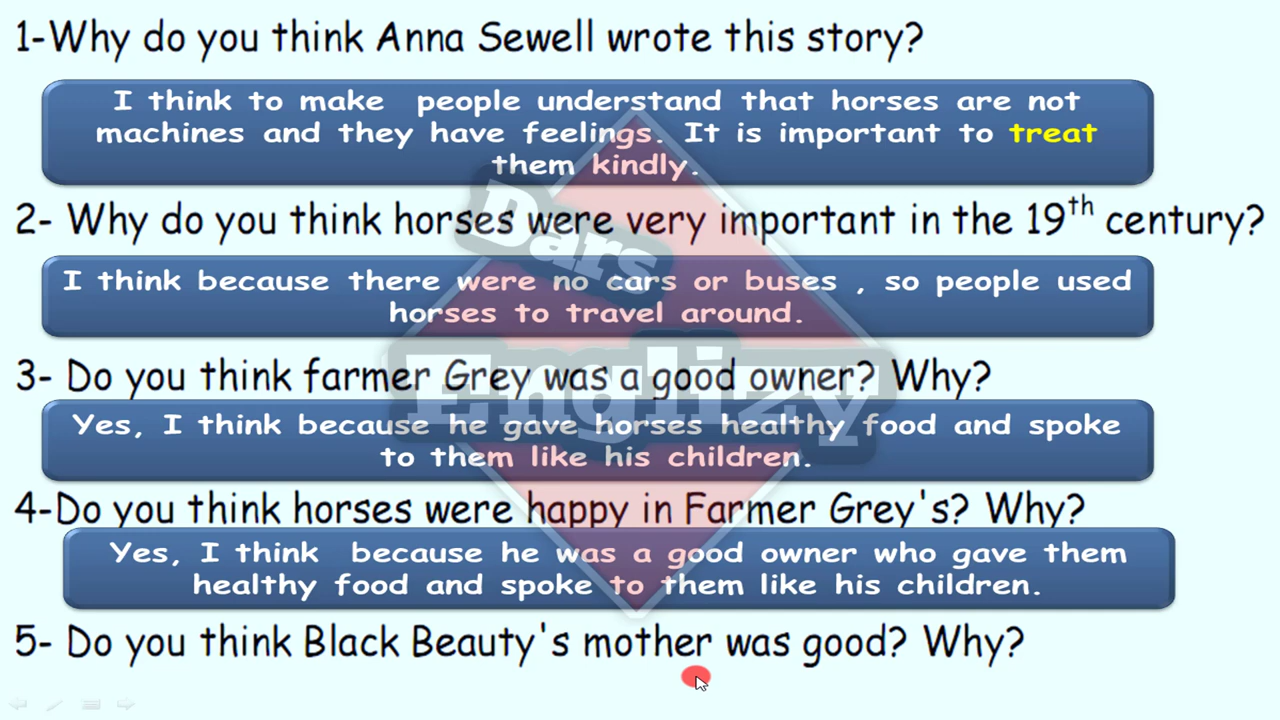 1-Why do you think Anna Sewell wrote this story?
I think to make people understand that horses are not
machines and they have feelings. It is important to treat
them kindly.
2- Why do you think horses were very important in the 19th century?
I think because there were no cars or buses , so people used
horses to travel around.
3- Do you think farmer Grey was a good owner? Why?
Yes, I think because he gave horses healthy food and spoke
to them like his children.
4-Do you think horses were happy in Farmer Grey's? Why?
Yes, I think because he was a good owner who gave them
healthy food and spoke to them like his children.
5- Do you think Black Beauty's mother was good? Why?
Dars
Englizy